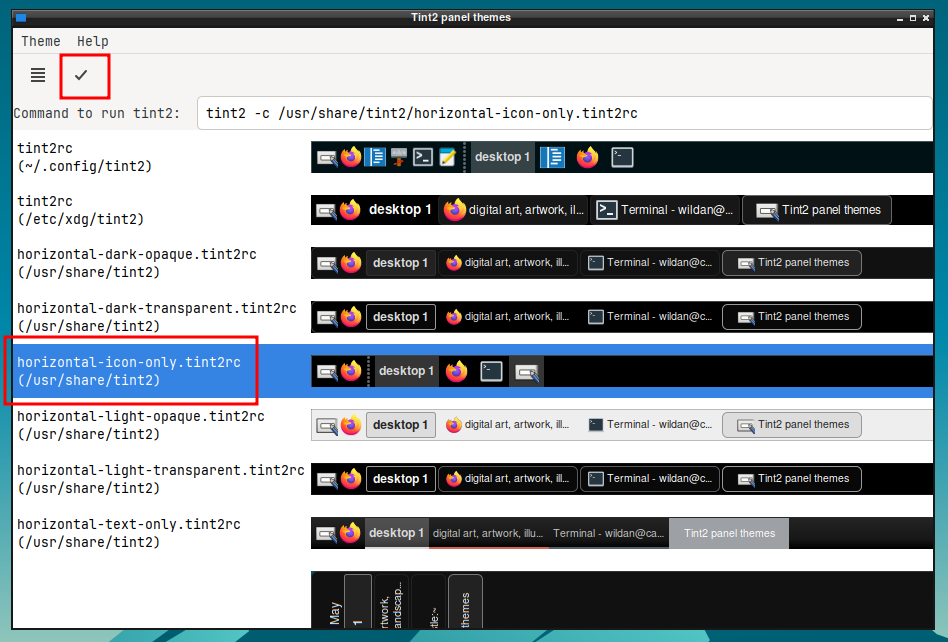 Tint2 panel themes
Theme Help
Command to run tint2: tint2 -c /usr/share/tint2/horizontal-icon-only.tint2rc
tint2rc
(~/.config/tint2)
desktop 1
tint2rc
(/etc/xdg/tint2)
desktop 1 digital art, artwork, il... Terminal - wildan@... Tint2 panel themes
horizontal-dark-opaque.tint2rc
(/usr/share/tint2)
desktop 1 digital art, artwork, ill... Terminal - wildan@c... Tint2 panel themes
horizontal-dark-transparent.tint2rc
(/usr/share/tint2)
desktop 1 digital art, artwork, ill... Terminal - wildan@c... Tint2 panel themes
horizontal-icon-only.tint2rc
(/usr/share/tint2)
desktop 1
horizontal-light-opaque.tint2rc
(/usr/share/tint2)
desktop 1 digital art, artwork, ill... Terminal - wildan@c... Tint2 panel themes
horizontal-light-transparent.tint2rc
(/usr/share/tint2)
desktop 1 digital art, artwork, ill... Terminal - wildan@c... Tint2 panel themes
horizontal-text-only.tint2rc
(/usr/share/tint2)
desktop 1 digital art, artwork, illu... Terminal - wildan@ca... Tint2 panel themes
May
1
rtwork,
andscap...
tle:~
themes